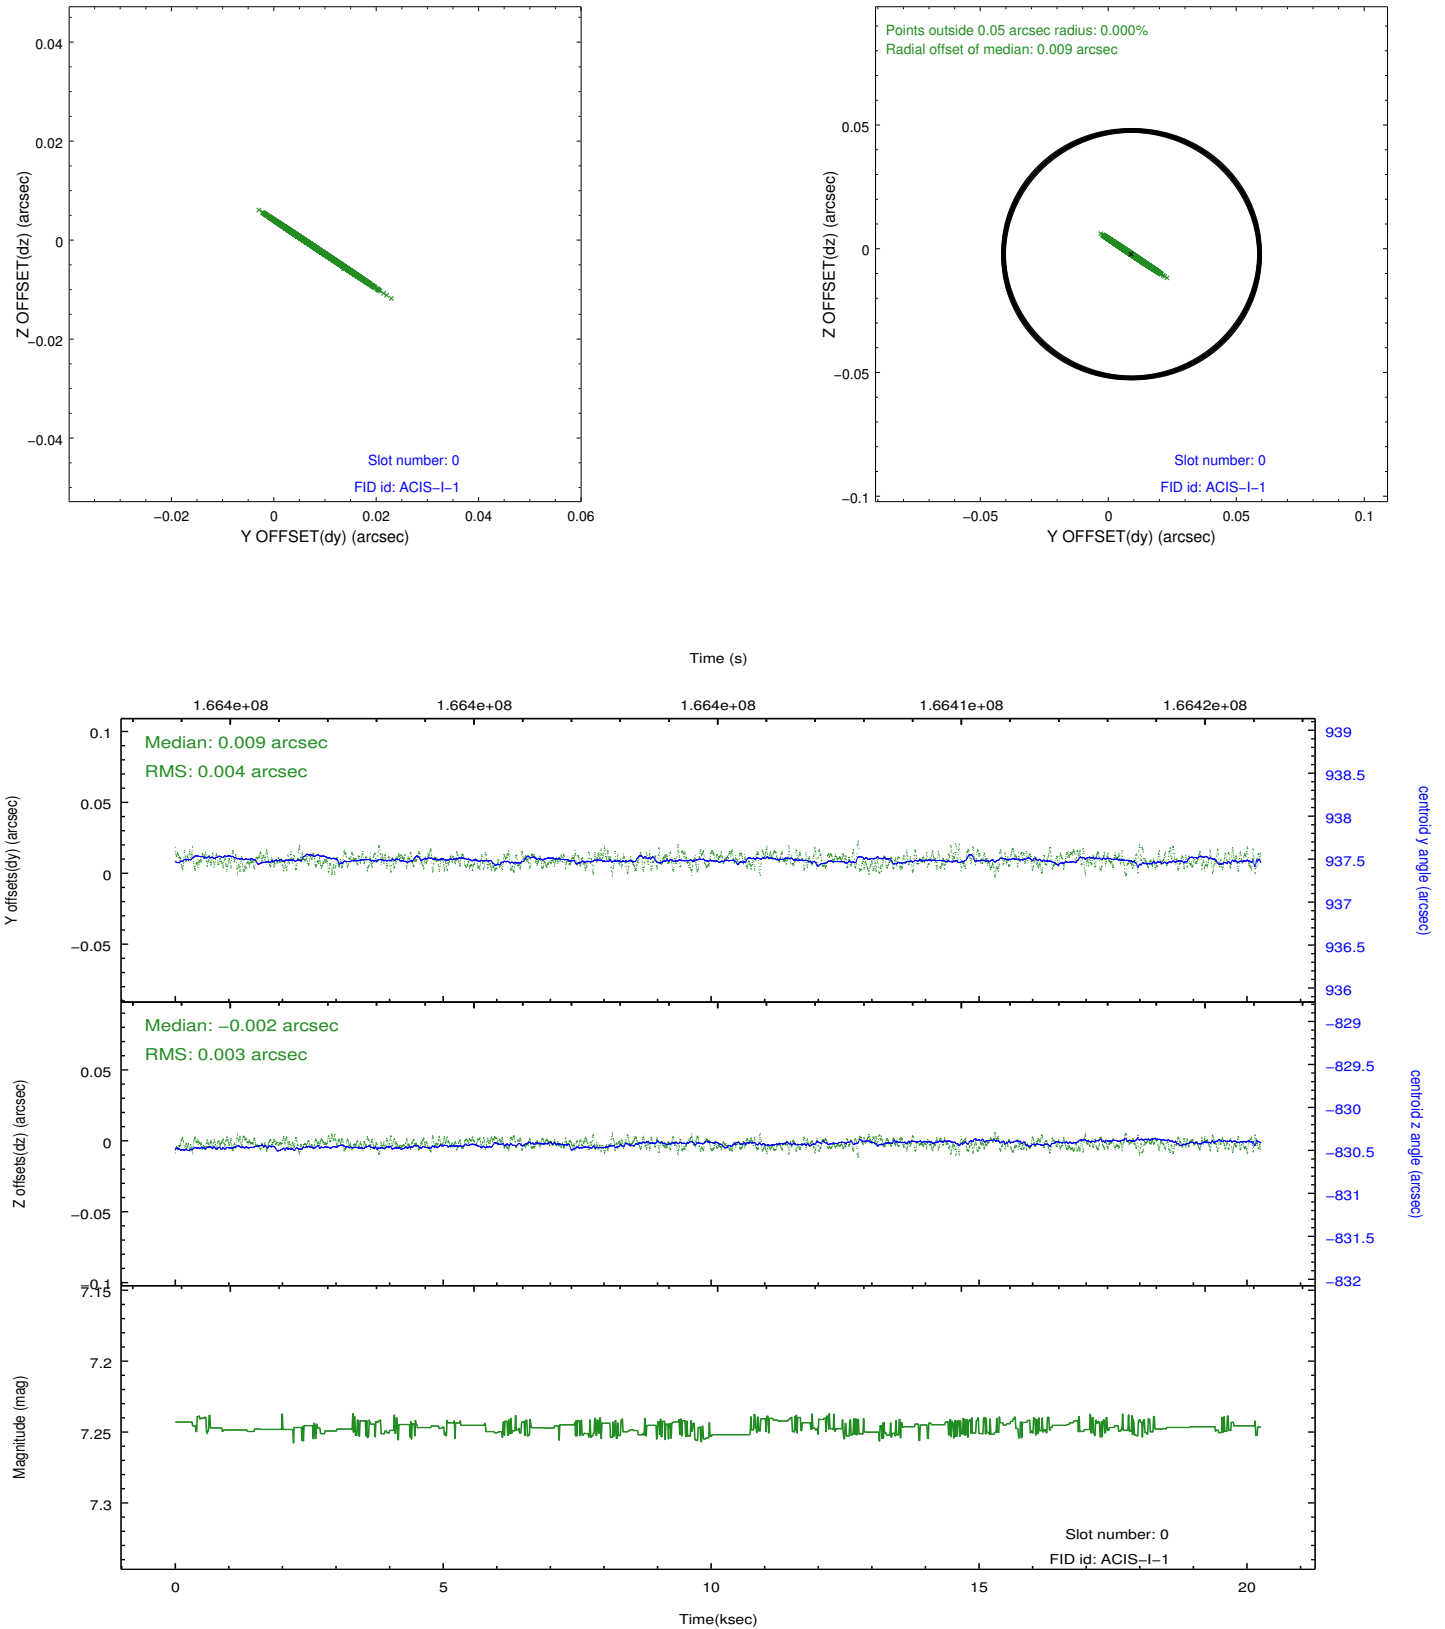 0.04
0.02
0
−0.02
−0.04
Z OFFSET(dz) (arcsec)
Slot number: 0
FID id: ACIS−I−1
−0.02 0 0.02 0.04 0.06
Y OFFSET(dy) (arcsec)
Points outside 0.05 arcsec radius: 0.000%
Radial offset of median: 0.009 arcsec
0.05
0
−0.05
−0.1
Z OFFSET(dz) (arcsec)
Slot number: 0
FID id: ACIS−I−1
−0.05 0 0.05 0.1
Y OFFSET(dy) (arcsec)
Time (s)
1.664e+08 1.664e+08 1.664e+08 1.6641e+08 1.6642e+08
Median: 0.009 arcsec
RMS: 0.004 arcsec
0.1
0.05
0
−0.05
Y offsets(dy) (arcsec)
939
938.5
938
937.5
937
936.5
936
centroid y angle (arcsec)
Median: −0.002 arcsec
RMS: 0.003 arcsec
0.05
0
−0.05
−0.1
Z offsets(dz) (arcsec)
−829
−829.5
−830
−830.5
−831
−831.5
−832
centroid z angle (arcsec)
7.15
7.2
7.25
7.3
Magnitude (mag)
Slot number: 0
FID id: ACIS−I−1
0 5 10 15 20
Time(ksec)